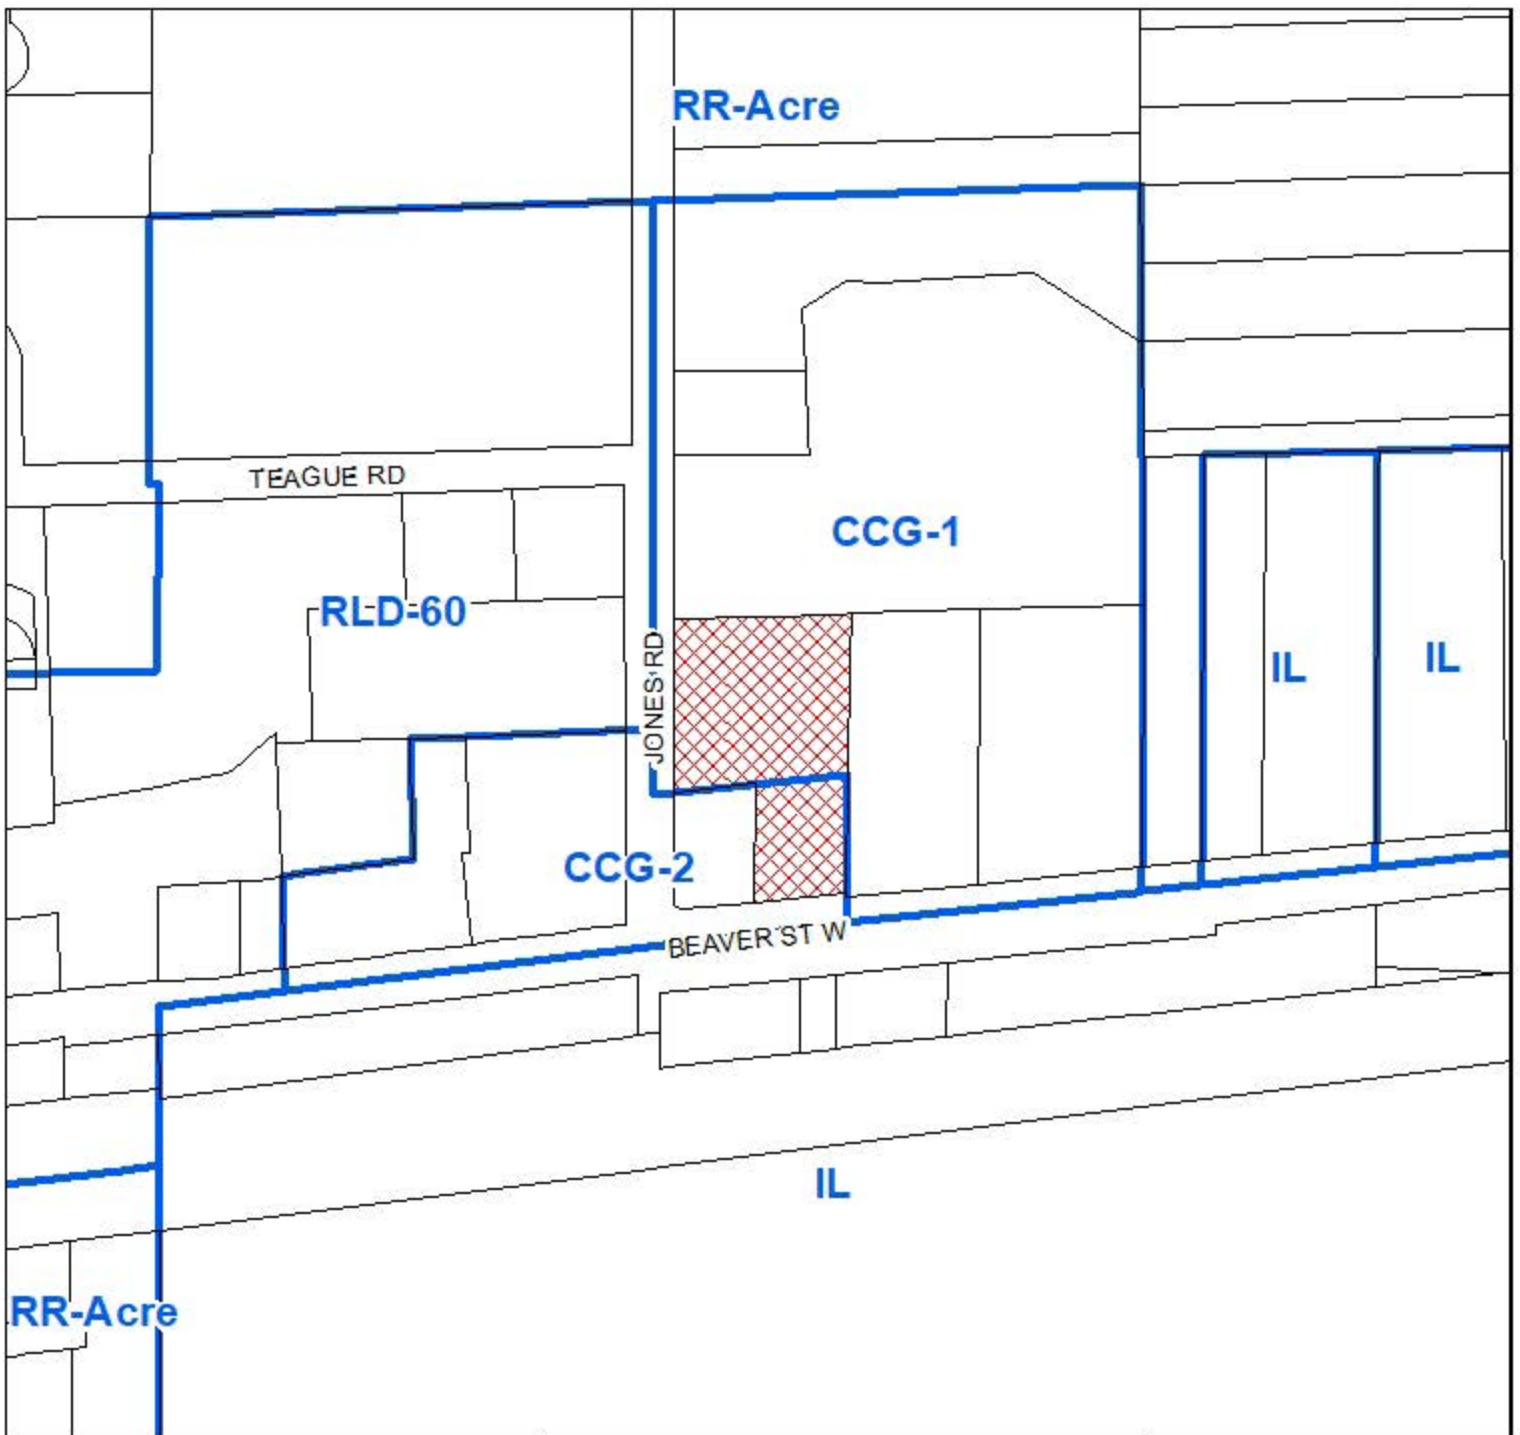 RR-Acre
TEAGUE RD
CCG-1
RLD-60
JONES RD
IL
IL
CCG-2
BEAVER ST W
IL
RR-Acre